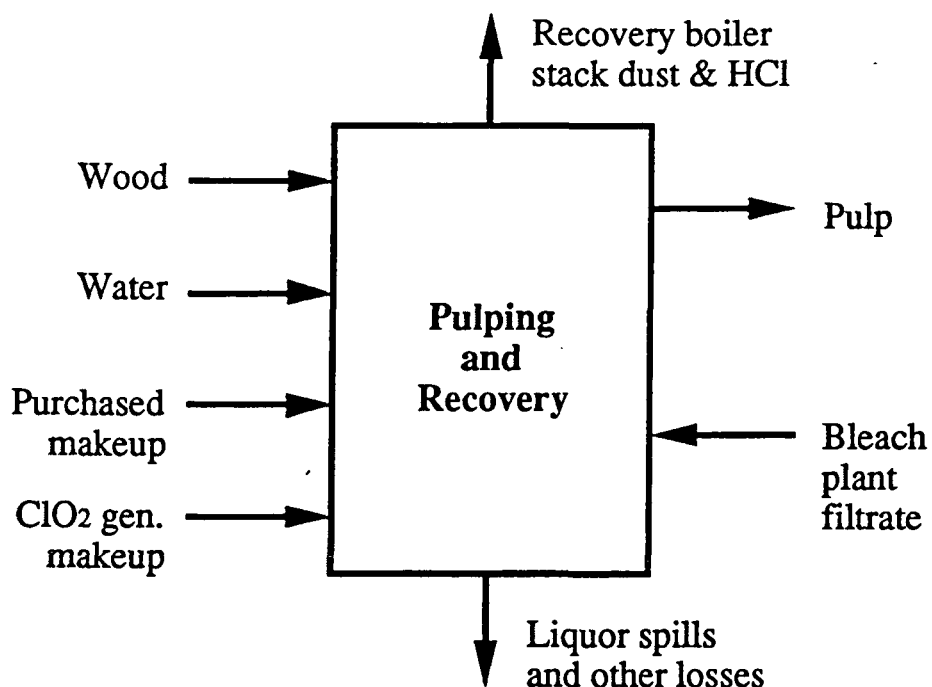 Recovery boiler
stack dust & HCl
Wood
Pulp
Water
Pulping
and
Recovery
Purchased
makeup
Bleach
plant
filtrate
ClO2 gen.
makeup
Liquor spills
and other losses